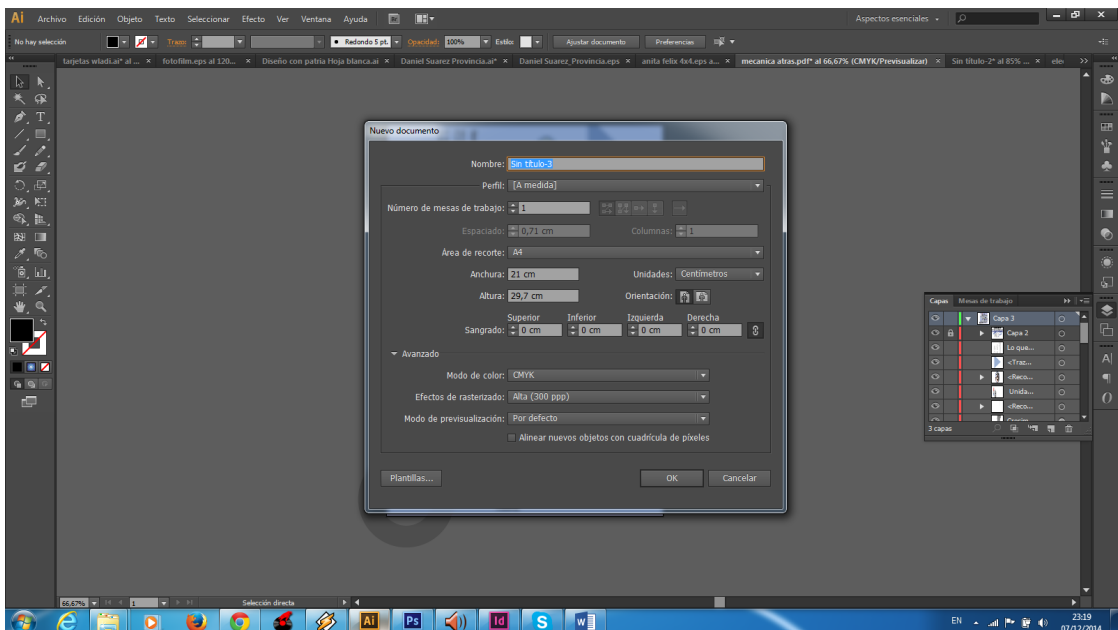 Ai Archivo Edición Objeto Texto Seleccionar Efecto Ver Ventana Ayuda Br Aspectos esenciales
No hay selección Trazo: Redondo 5 pt. Opacidad: 100% Estilo: Ajustar documento Preferencias
tarjetas wladi.ai* al ... × fotofilm.eps al 120... × Diseño con patria Hoja blanca.ai × Daniel Suarez Provincia.ai* × Daniel Suarez_Provincia.eps × anita felix 4x4.eps a... × mecanica atras.pdf* al 66,67% (CMYK/Previsualizar) × Sin título-2* al 85% ... × ele
Nuevo documento
Nombre: Sin título-3
Perfil: [A medida]
Número de mesas de trabajo: 1
Espaciado: 0,71 cm Columnas: 1
Área de recorte: A4
Anchura: 21 cm Unidades: Centímetros
Altura: 29,7 cm Orientación:
Superior Inferior Izquierda Derecha
Sangrado: 0 cm 0 cm 0 cm 0 cm
Avanzado
Modo de color: CMYK
Efectos de rasterizado: Alta (300 ppp)
Modo de previsualización: Por defecto
Alinear nuevos objetos con cuadrícula de píxeles
Plantillas... OK Cancelar
Capas Mesas de trabajo
Capa 3
Capa 2
Lo que...
<Traz...
<Reco...
Unida...
<Reco...
3 capas
66,67% 1 Selección directa
Ai Ps Id S W EN 23:19
07/12/2014